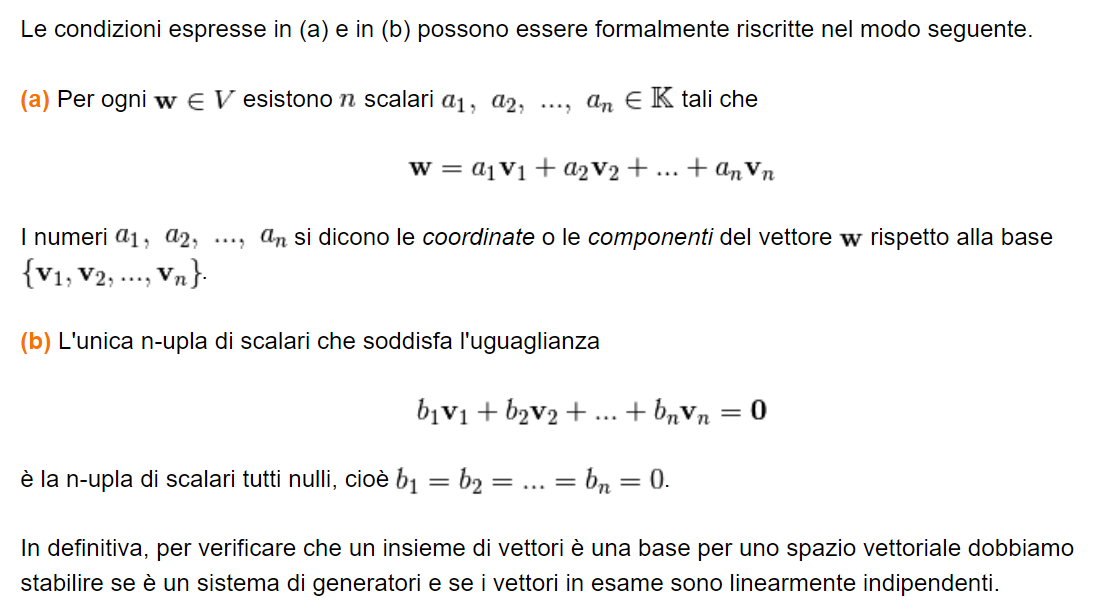 Le condizioni espresse in (a) e in (b) possono essere formalmente riscritte nel modo seguente.
(a) Per ogni w ∈ V esistono n scalari a₁, a₂, ..., aₙ ∈ 𝕂 tali che
w = a₁v₁ + a₂v₂ + ... + aₙvₙ
I numeri a₁, a₂, ..., aₙ si dicono le coordinate o le componenti del vettore w rispetto alla base
{v₁, v₂, ..., vₙ}.
(b) L'unica n-upla di scalari che soddisfa l'uguaglianza
b₁v₁ + b₂v₂ + ... + bₙvₙ = 0
è la n-upla di scalari tutti nulli, cioè b₁ = b₂ = ... = bₙ = 0.
In definitiva, per verificare che un insieme di vettori è una base per uno spazio vettoriale dobbiamo
stabilire se è un sistema di generatori e se i vettori in esame sono linearmente indipendenti.